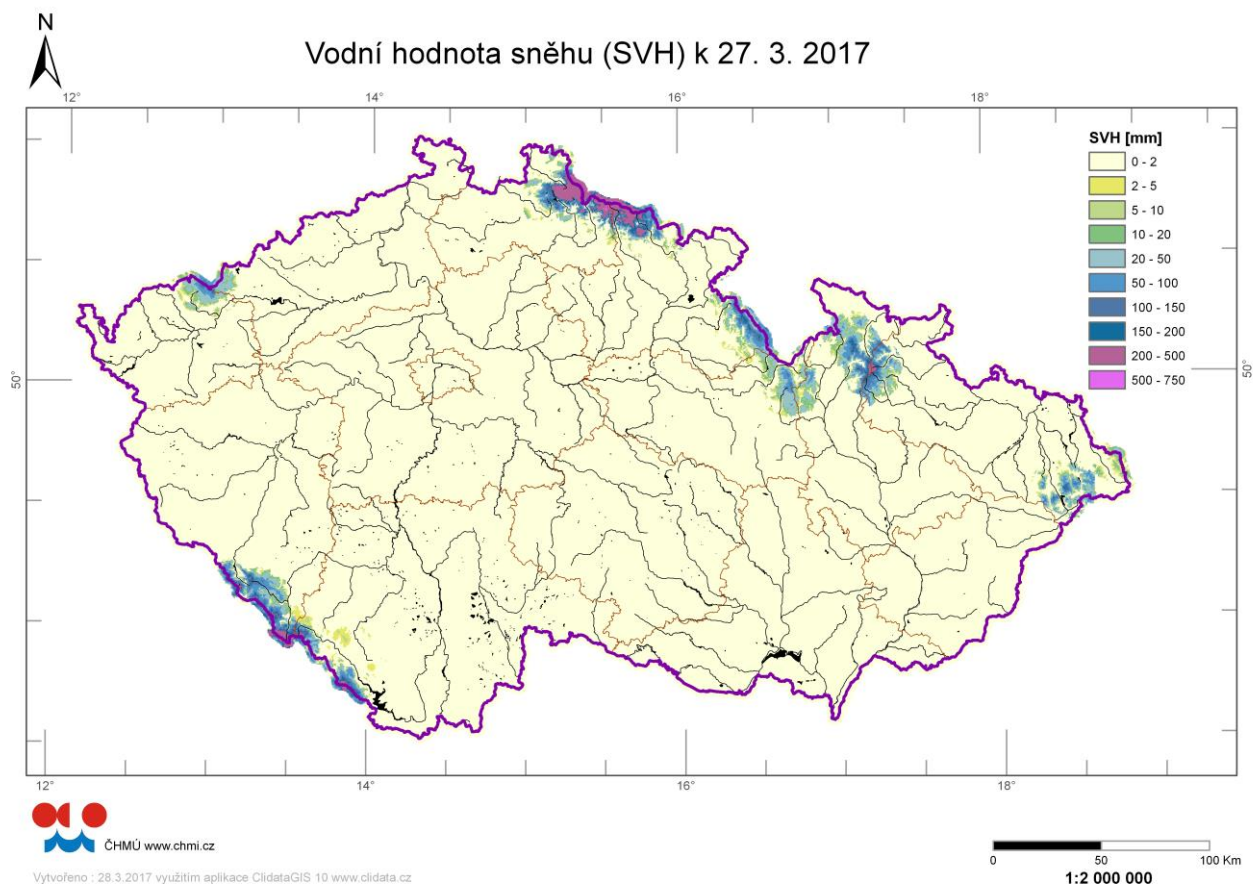 N
Vodní hodnota sněhu (SVH) k 27. 3. 2017
12° 14° 16° 18°
SVH [mm]
0 - 2
2 - 5
5 - 10
10 - 20
20 - 50
50 - 100
100 - 150
150 - 200
200 - 500
500 - 750
50° 50°
12° 14° 16° 18°
ČHMÚ www.chmi.cz
0 50 100 Km
1:2 000 000
Vytvořeno : 28.3.2017 využitím aplikace ClidataGIS 10 www.clidata.cz